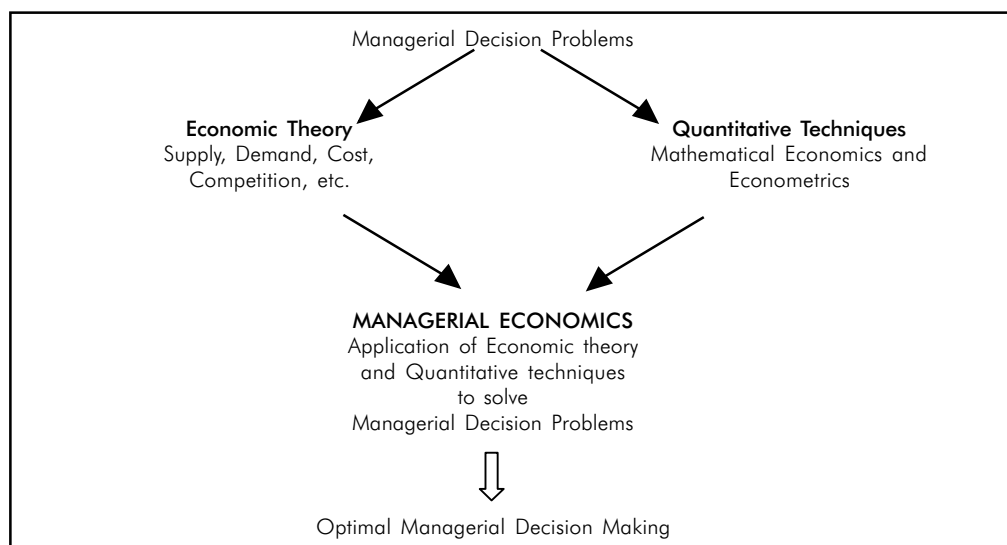 Managerial Decision Problems
Economic Theory
Supply, Demand, Cost,
Competition, etc.
Quantitative Techniques
Mathematical Economics and
Econometrics
MANAGERIAL ECONOMICS
Application of Economic theory
and Quantitative techniques
to solve
Managerial Decision Problems
Optimal Managerial Decision Making